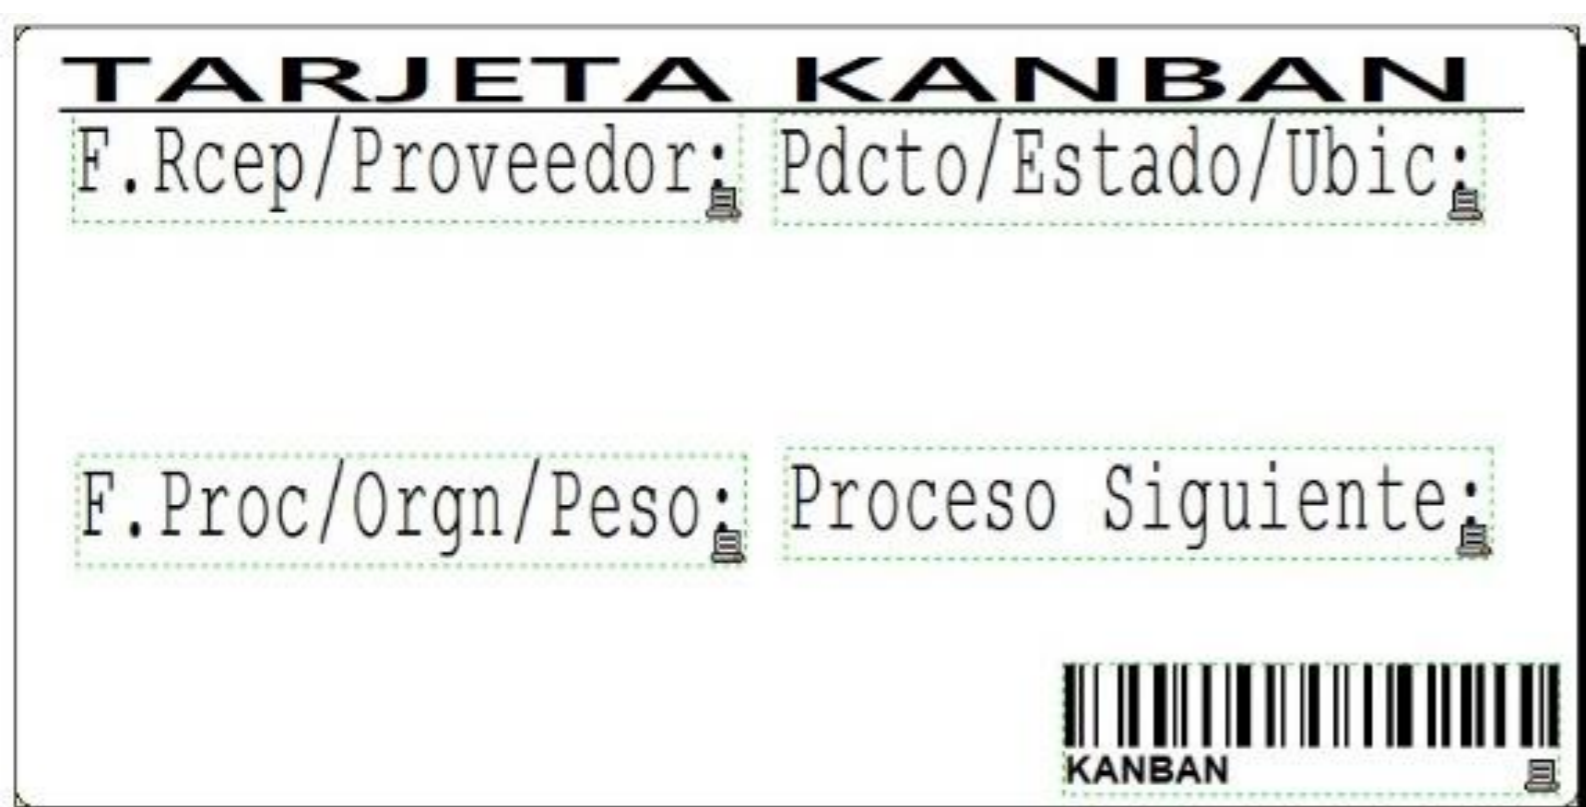 TARJETA KANBAN
F.Rcep/Proveedor: Pdcto/Estado/Ubic:
F.Proc/Orgn/Peso: Proceso Siguiente:
KANBAN